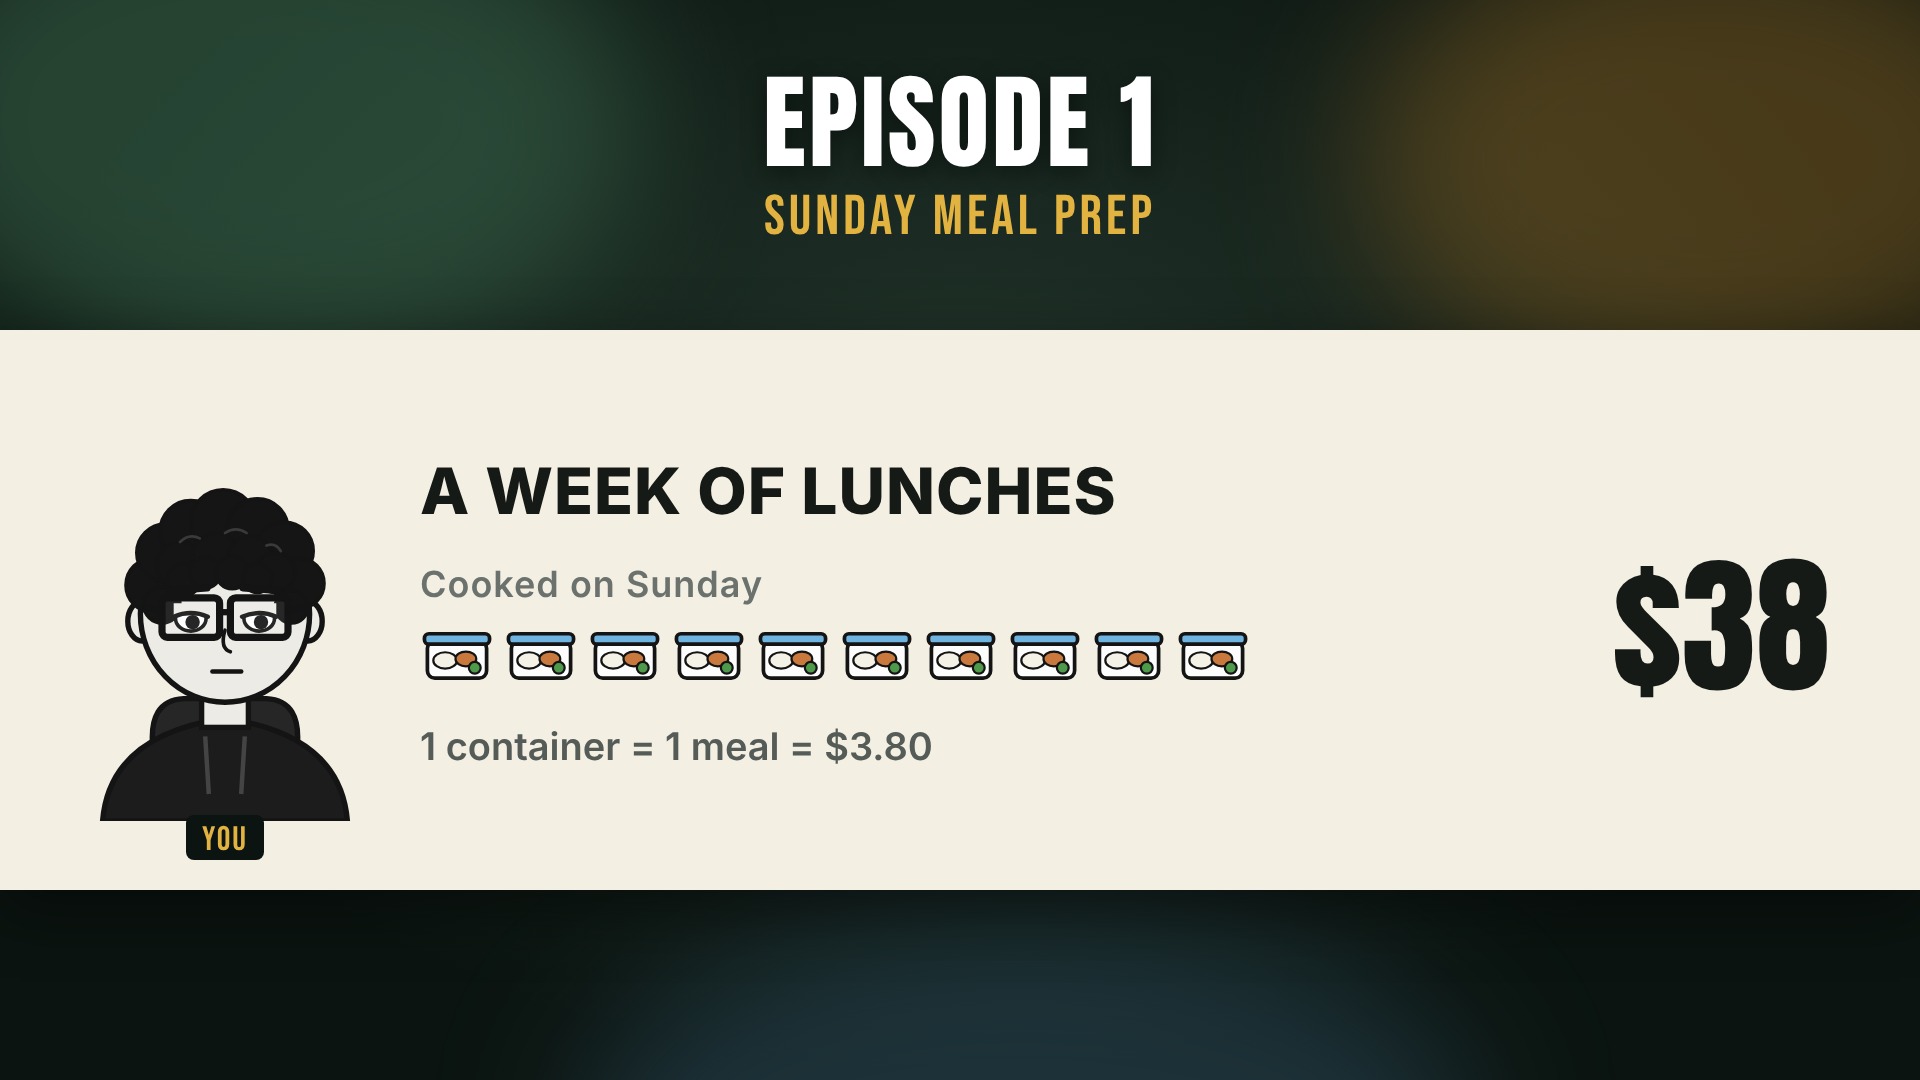 EPISODE 1
SUNDAY MEAL PREP
A WEEK OF LUNCHES
Cooked on Sunday
1 container = 1 meal = $3.80
$38
YOU